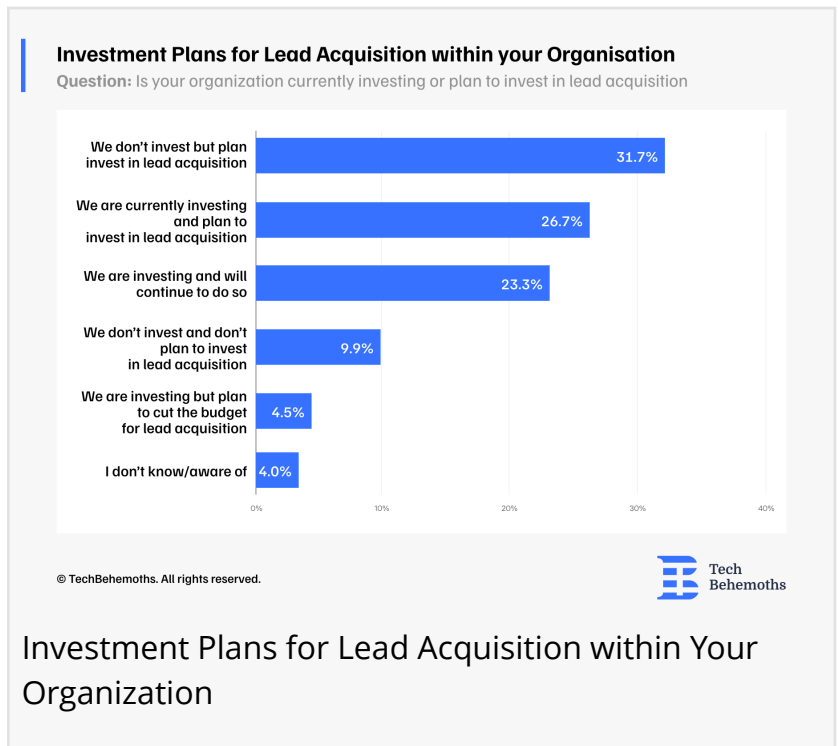 Investment Plans for Lead Acquisition within your Organisation
Question: Is your organization currently investing or plan to invest in lead acquisition
We don't invest but plan
invest in lead acquisition
31.7%
We are currently investing
and plan to
invest in lead acquisition
26.7%
We are investing and will
continue to do so
23.3%
We don't invest and don't
plan to invest
in lead acquisition
9.9%
We are investing but plan
to cut the budget
for lead acquisition
4.5%
I don't know/aware of
4.0%
0% 10% 20% 30% 40%
© TechBehemoths. All rights reserved.
Tech
Behemoths
Investment Plans for Lead Acquisition within Your
Organization